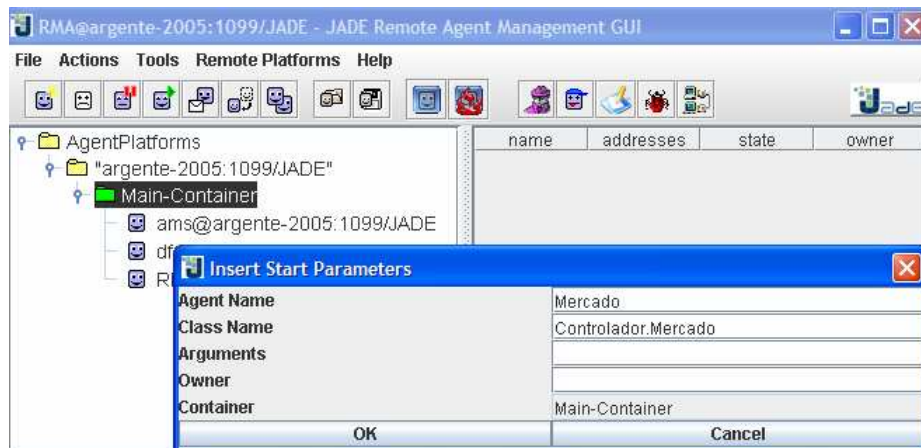 RMA@argente-2005:1099/JADE - JADE Remote Agent Management GUI
File Actions Tools Remote Platforms Help
Jade
AgentPlatforms
name addresses state owner
"argente-2005:1099/JADE"
Main-Container
ams@argente-2005:1099/JADE
Insert Start Parameters
Agent Name Mercado
Class Name Controlador.Mercado
Arguments
Owner
Container Main-Container
OK Cancel